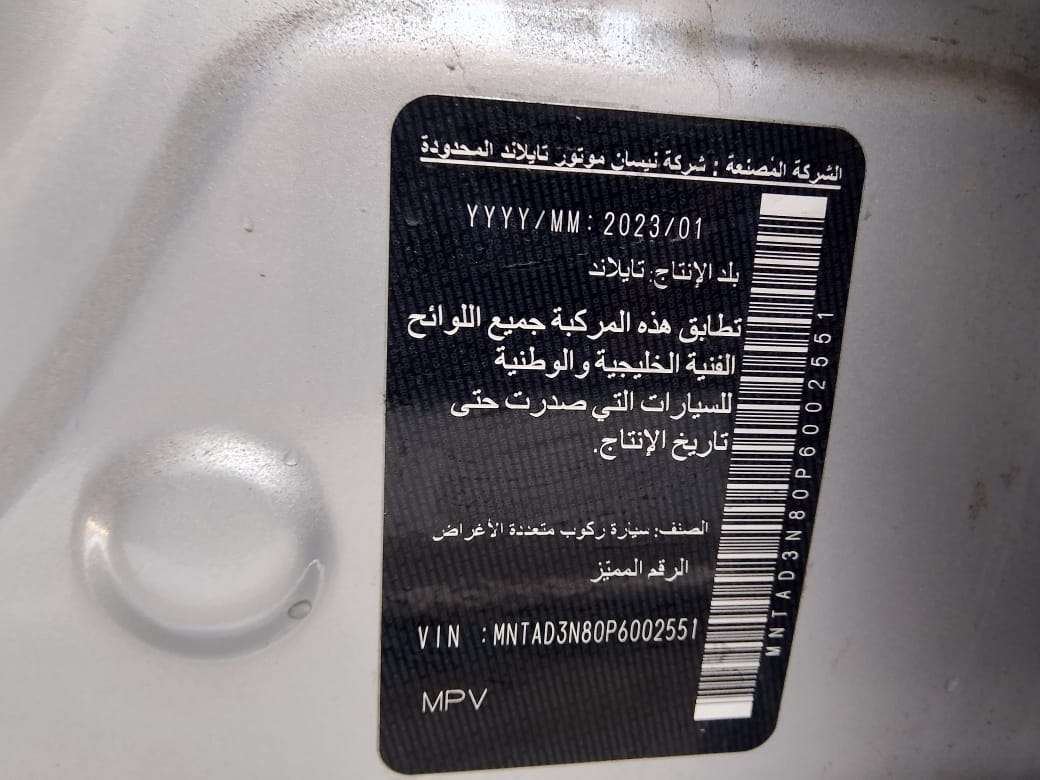 الشركة المصنعة : شركة نيسان موتور تايلاند المحدودة
YYYY/MM: 2023/01
بلد الإنتاج: تايلاند
تطابق هذه المركبة جميع اللوائح
الفنية الخليجية والوطنية
للسيارات التي صدرت حتى
تاريخ الإنتاج.
الصنف: سيارة ركوب متعددة الأغراض
الرقم المميّز
VIN :MNTAD3N80P6002551
MPV
MNTAD3N80P6002551